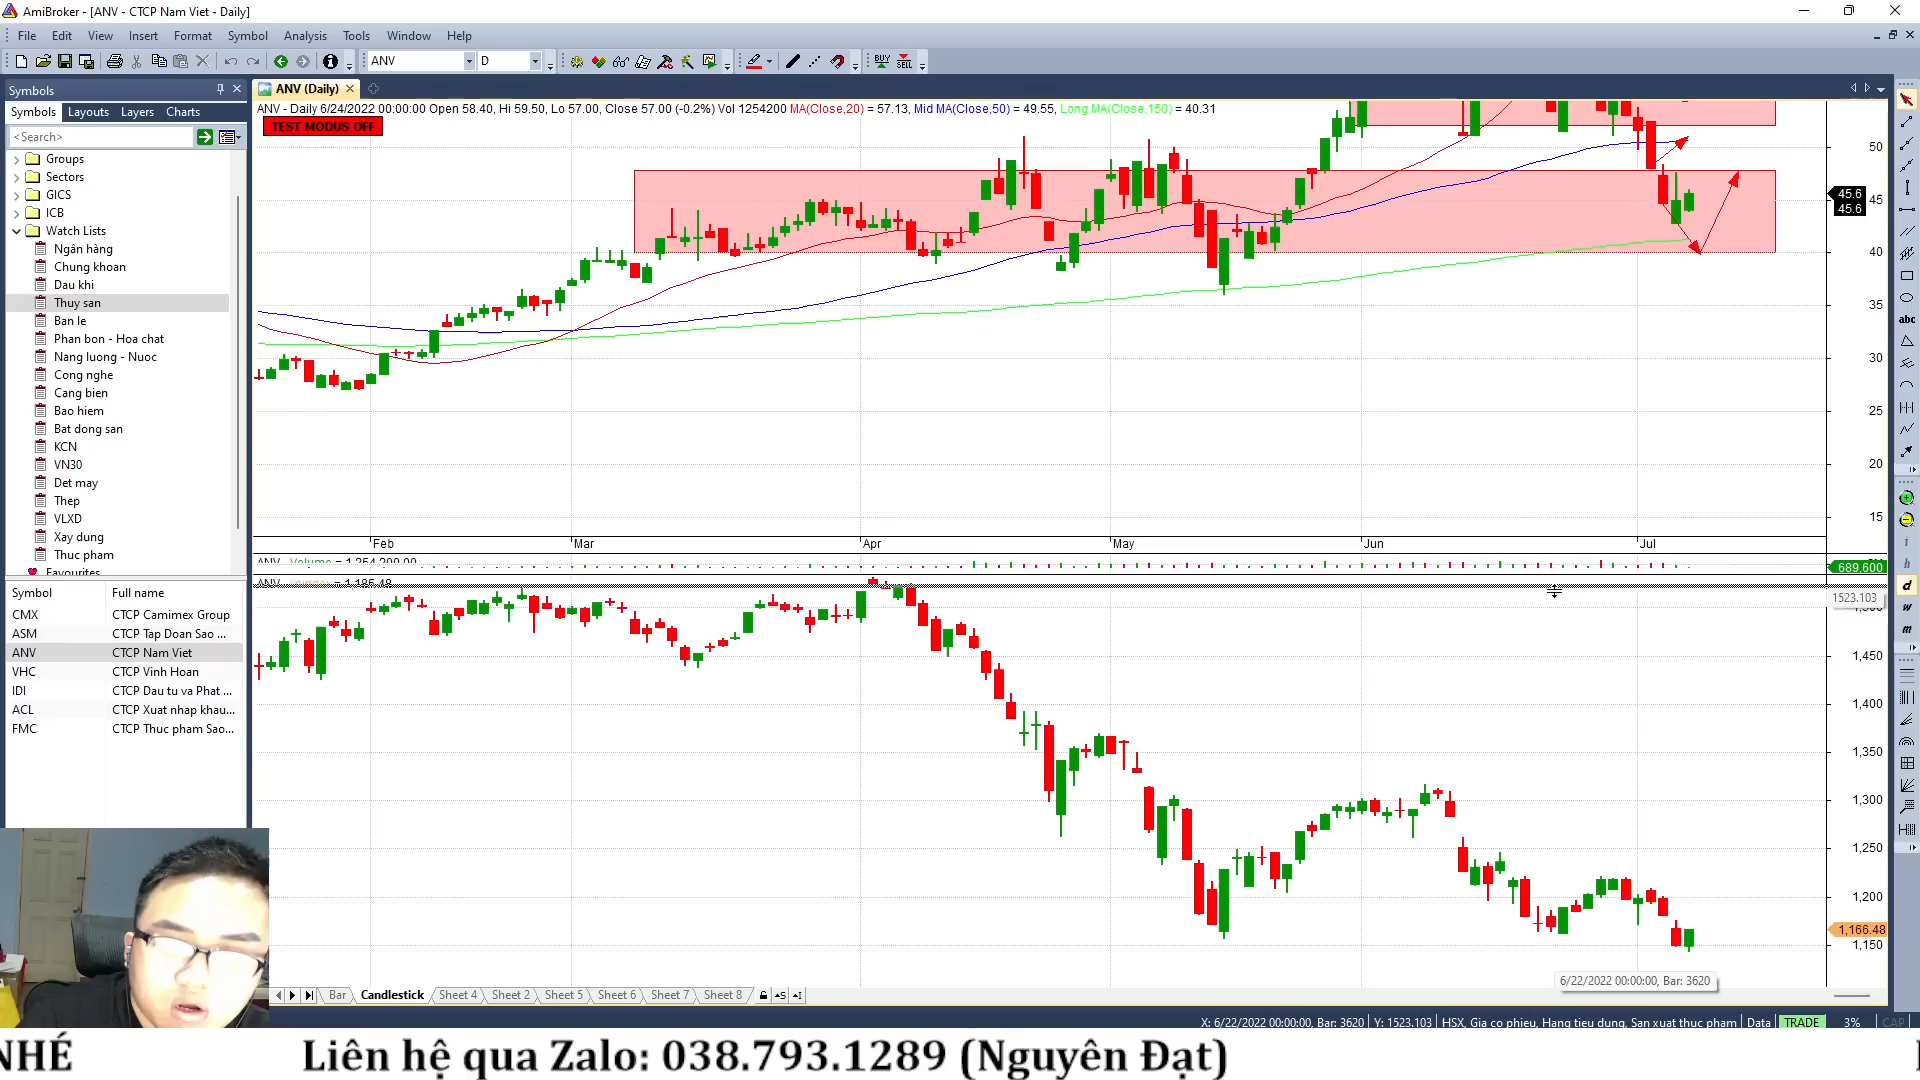 AmiBroker - [ANV - CTCP Nam Viet - Daily]
File Edit View Insert Format Symbol Analysis Tools Window Help
ANV D BUY SELL
Symbols
ANV (Daily)
Symbols Layouts Layers Charts
<Search>
Groups
Sectors
GICS
ICB
Watch Lists
Ngân hàng
Chung khoan
Dau khi
Thuy san
Ban le
Phan bon - Hoa chat
Nang luong - Nuoc
Cong nghe
Cang bien
Bao hiem
Bat dong san
KCN
VN30
Det may
Thep
VLXD
Xay dung
Thuc pham
Favourites
Symbol Full name
CMX CTCP Camimex Group
ASM CTCP Tap Doan Sao ...
ANV CTCP Nam Viet
VHC CTCP Vinh Hoan
IDI CTCP Dau tu va Phat ...
ACL CTCP Xuat nhap khau...
FMC CTCP Thuc pham Sao...
ANV - Daily 6/24/2022 00:00:00 Open 58.40, Hi 59.50, Lo 57.00, Close 57.00 (-0.2%) Vol 1254200 MA(Close,20) = 57.13, Mid MA(Close,50) = 49.55, Long MA(Close,150) = 40.31
TEST MODUS OFF
50
45.6
45
45.6
40
35
30
25
20
15
Feb Mar Apr May Jun Jul
ANV - Volume = 1,254,200.00
689,600
1523.103
1,450
1,400
1,350
1,300
1,250
1,200
1,166.48
1,150
6/22/2022 00:00:00, Bar: 3620
Bar Candlestick Sheet 4 Sheet 2 Sheet 5 Sheet 6 Sheet 7 Sheet 8
X: 6/22/2022 00:00:00, Bar: 3620 Y: 1523.103 HSX, Gia co phieu, Hang tieu dung, San xuat thuc pham Data TRADE 3% CAP
abc
i
h
d
w
m
NHÉ Liên hệ qua Zalo: 038.793.1289 (Nguyên Đạt)